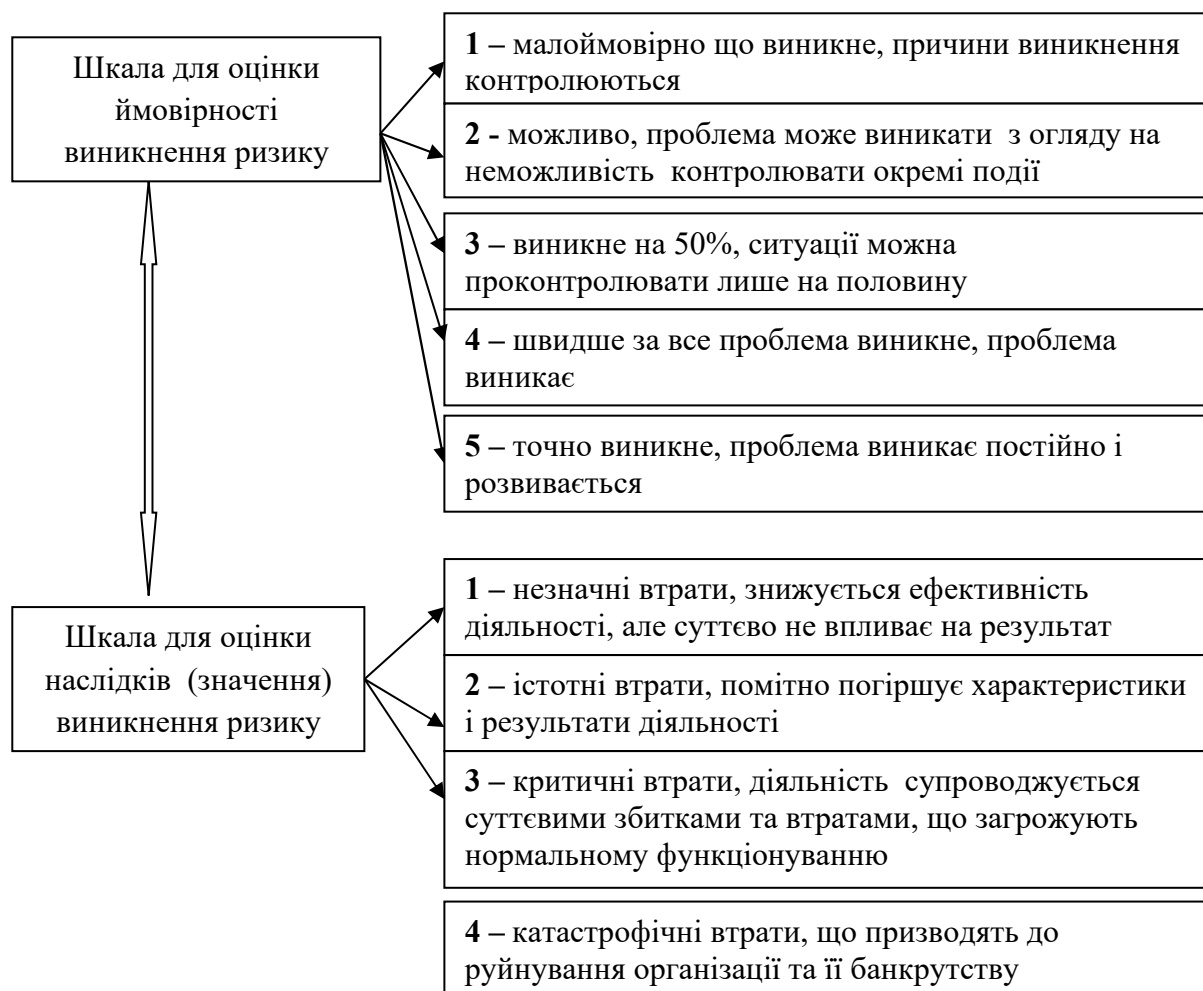 Шкала для оцінки
ймовірності
виникнення ризику
1 – малоймовірно що виникне, причини виникнення
контролюються
2 - можливо, проблема може виникати з огляду на
неможливість контролювати окремі події
3 – виникне на 50%, ситуації можна
проконтролювати лише на половину
4 – швидше за все проблема виникне, проблема
виникає
5 – точно виникне, проблема виникає постійно і
розвивається
Шкала для оцінки
наслідків (значення)
виникнення ризику
1 – незначні втрати, знижується ефективність
діяльності, але суттєво не впливає на результат
2 – істотні втрати, помітно погіршує характеристики
і результати діяльності
3 – критичні втрати, діяльність супроводжується
суттєвими збитками та втратами, що загрожують
нормальному функціонуванню
4 – катастрофічні втрати, що призводять до
руйнування організації та її банкрутству